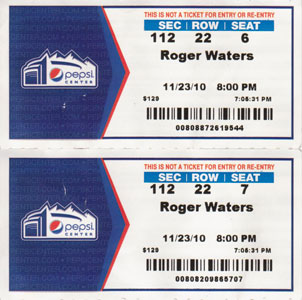 THIS IS NOT A TICKET FOR ENTRY OR RE-ENTRY
SEC ROW SEAT
112 22 6
Roger Waters
11/23/10 8:00 PM
$129 7:05:31 PM
00808872619544
pepsi
CENTER
THIS IS NOT A TICKET FOR ENTRY OR RE-ENTRY
SEC ROW SEAT
112 22 7
Roger Waters
11/23/10 8:00 PM
$129 7:05:31 PM
00808209865707
pepsi
CENTER